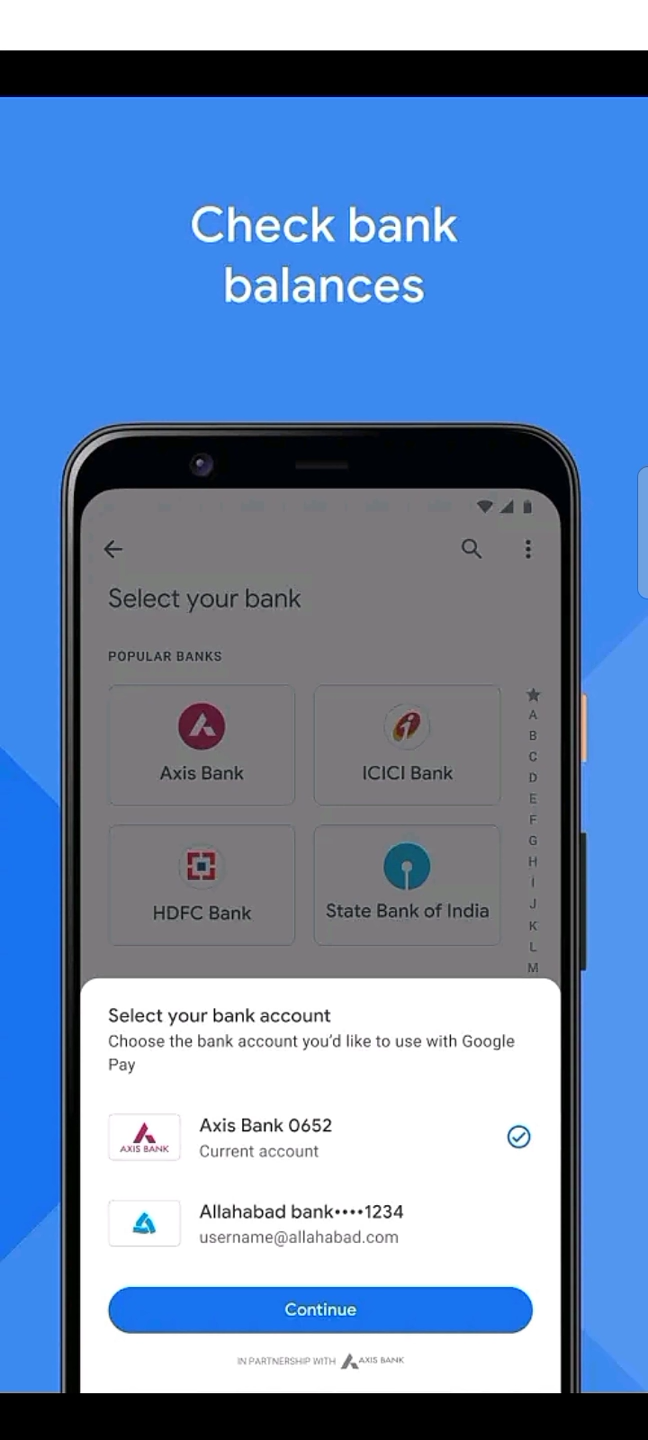 Check bank
balances
Select your bank
POPULAR BANKS
Axis Bank
ICICI Bank
HDFC Bank
State Bank of India
A
B
C
D
E
F
G
H
I
J
K
L
M
Select your bank account
Choose the bank account you'd like to use with Google
Pay
AXIS BANK
Axis Bank 0652
Current account
Allahabad bank••••1234
username@allahabad.com
Continue
IN PARTNERSHIP WITH AXIS BANK